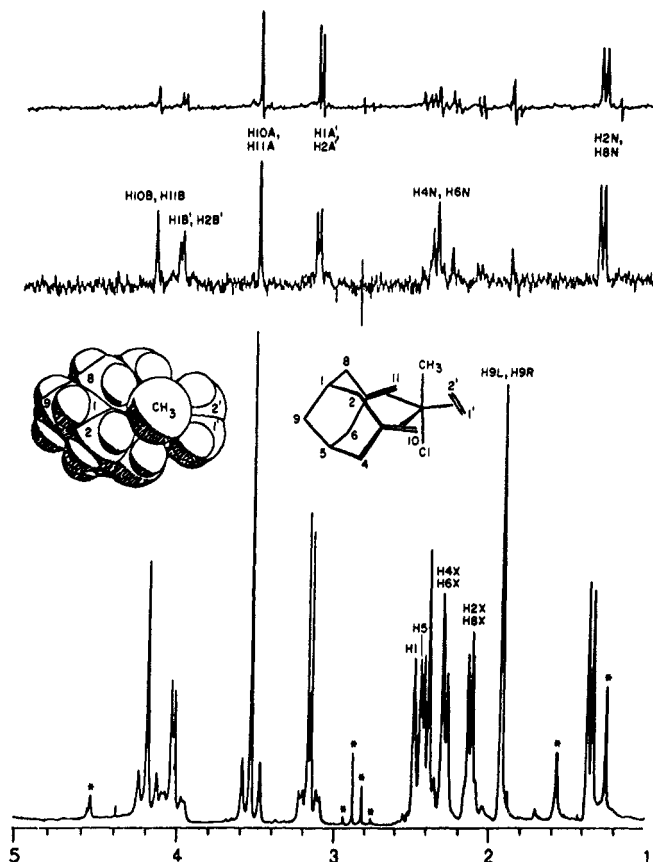 H10A,
H11A
H1A',
H2A'
H2N,
H8N
H10B, H11B
H1B', H2B'
H4N, H6N
8
9
1
2
CH3
2'
1'
8
1
11
CH3
2'
2
9
1'
6
10
5
4
Cl
H9L, H9R
H4X
H6X
H5
H1
H2X
H8X
*
*
*
*
*
*
*
5 4 3 2 1